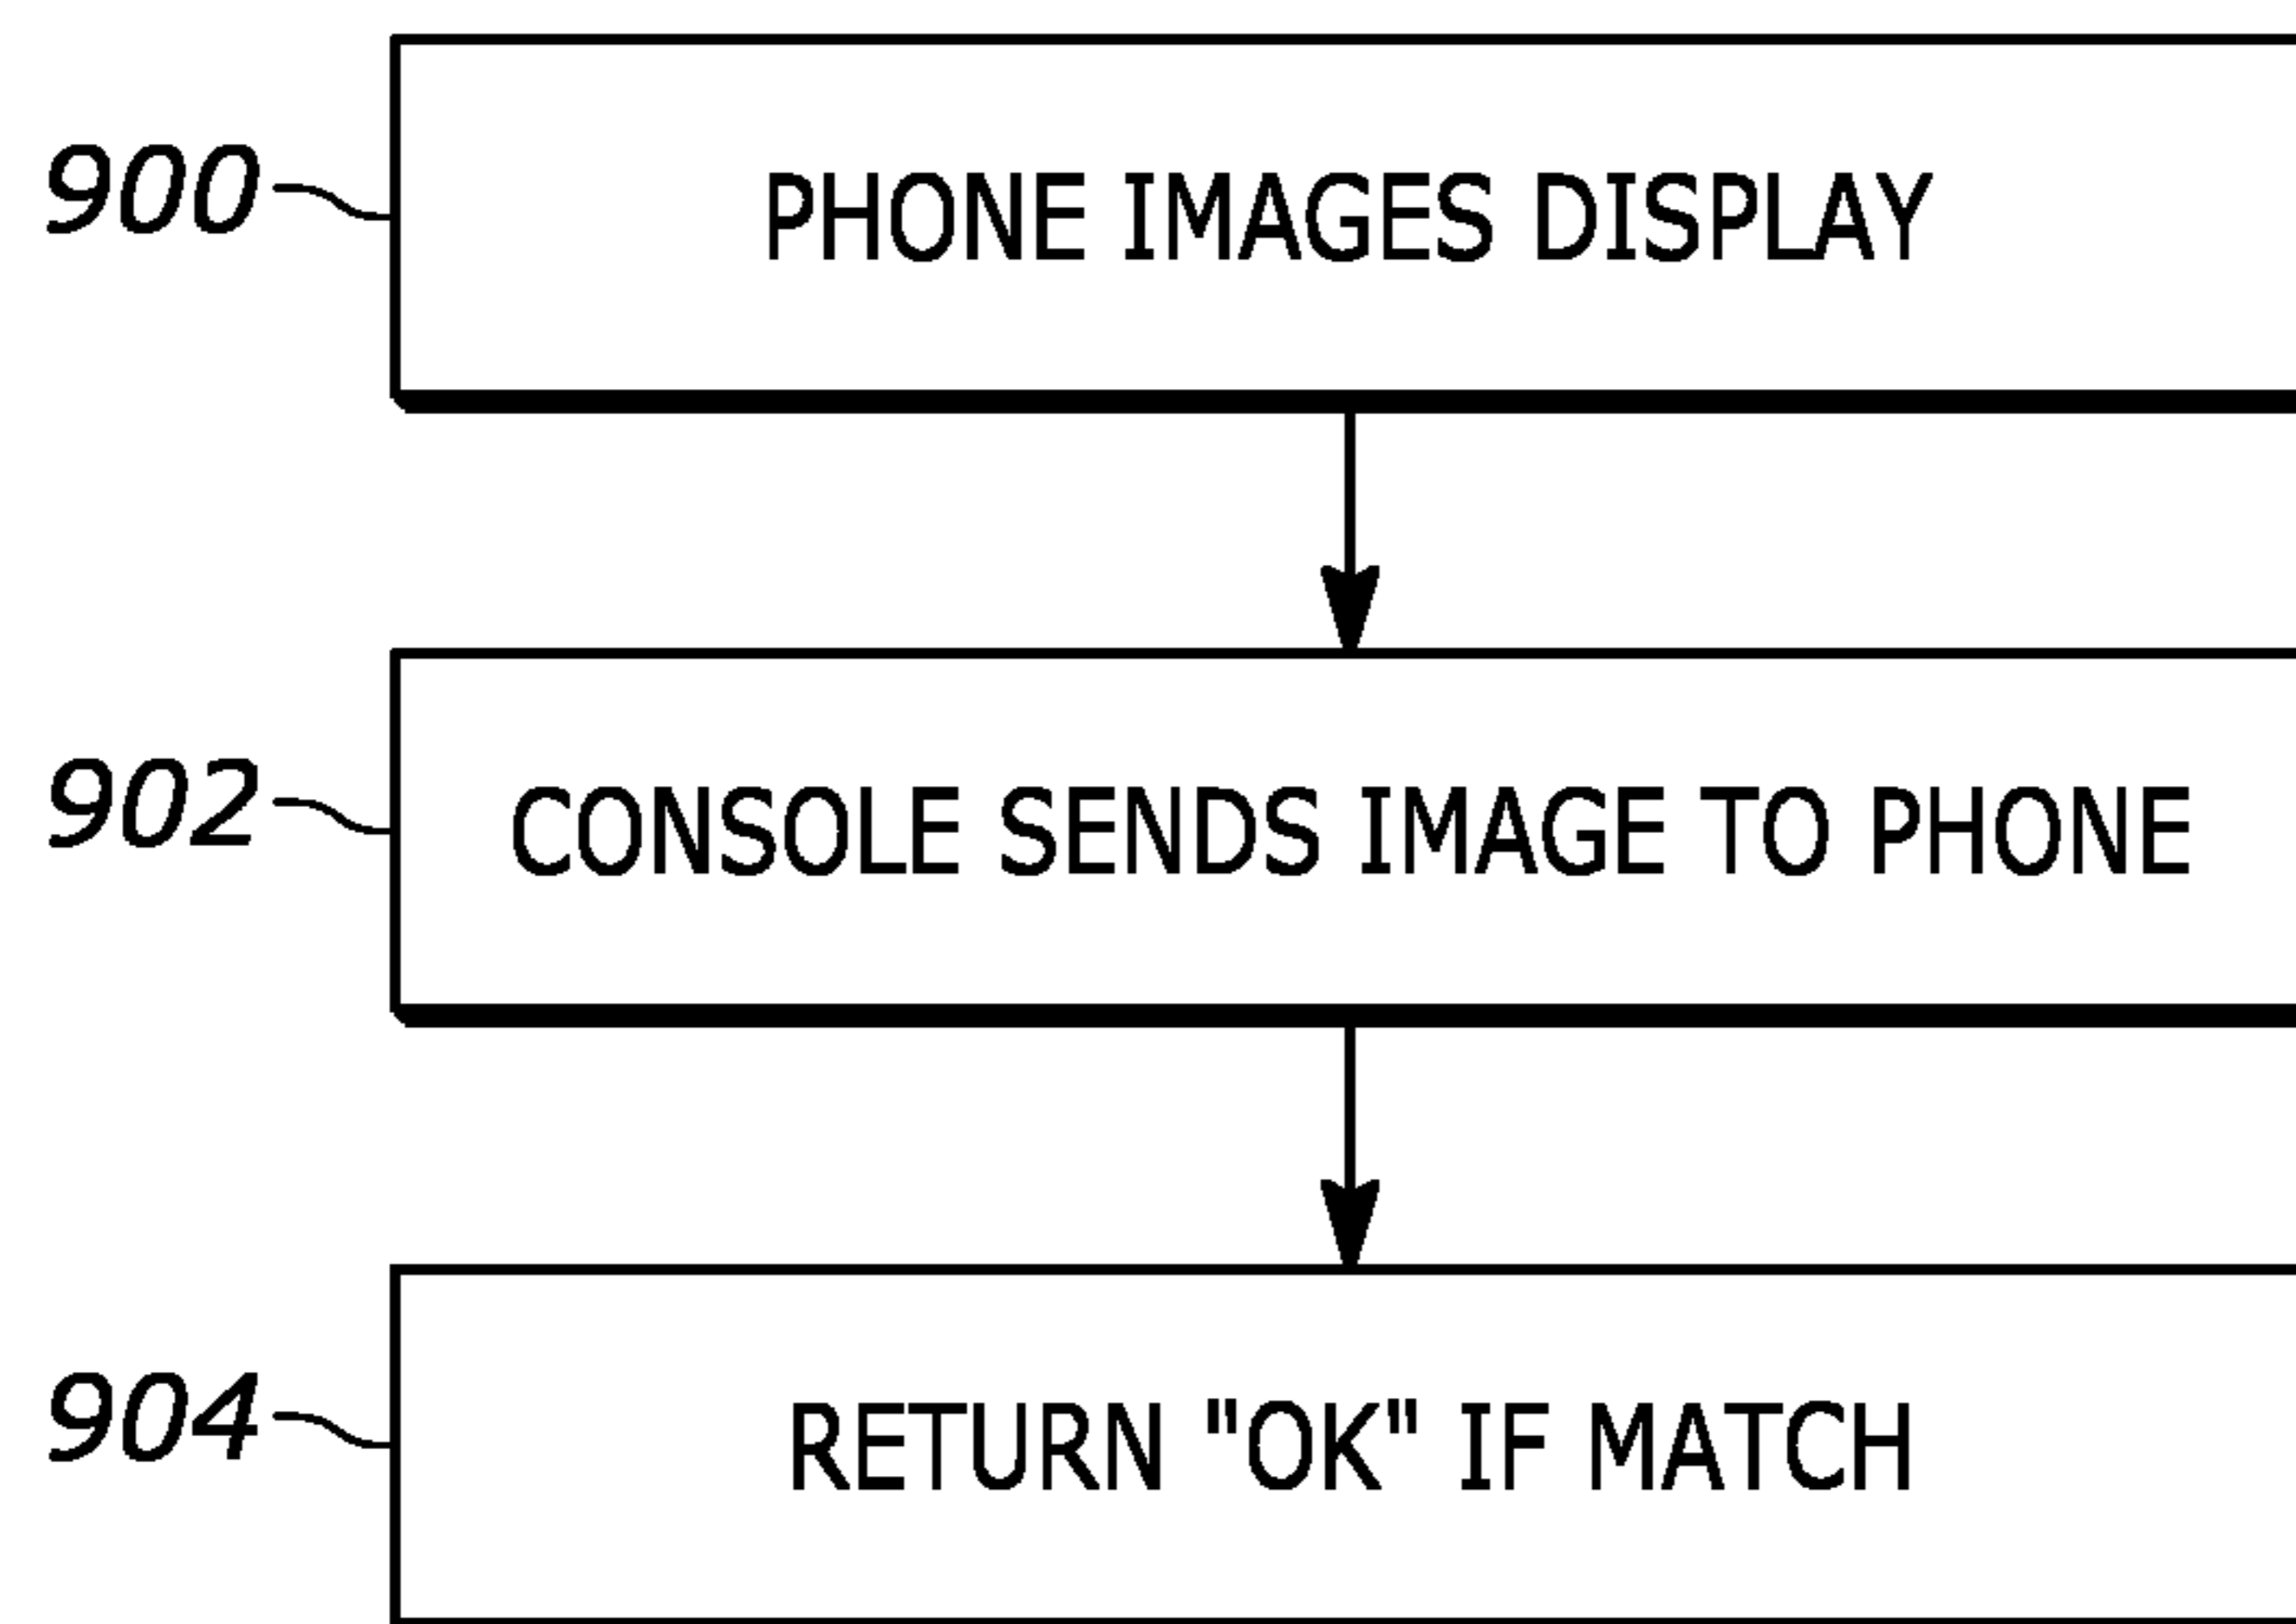 900 PHONE IMAGES DISPLAY
902 CONSOLE SENDS IMAGE TO PHONE
904 RETURN "OK" IF MATCH